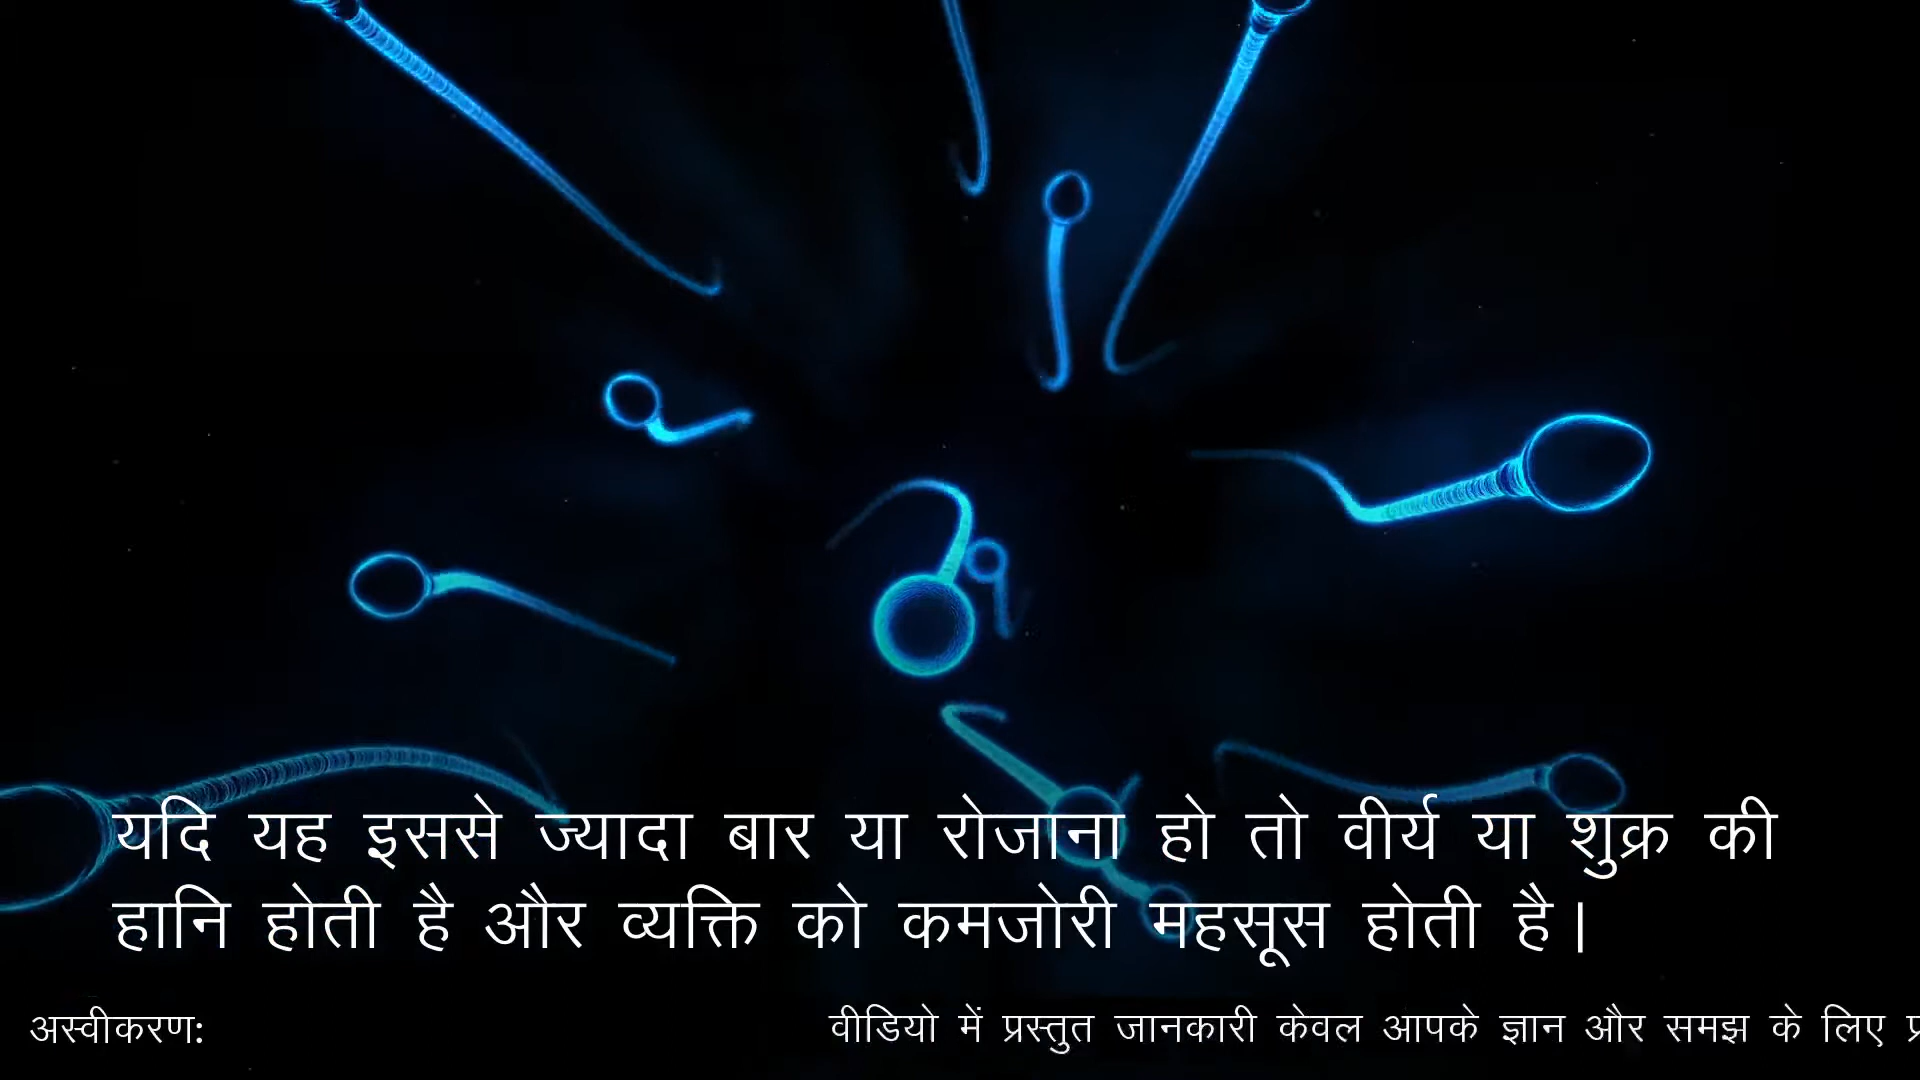 यदि यह इससे ज्यादा बार या रोजाना हो तो वीर्य या शुक्र की
हानि होती है और व्यक्ति को कमजोरी महसूस होती है।
अस्वीकरण: वीडियो में प्रस्तुत जानकारी केवल आपके ज्ञान और समझ के लिए